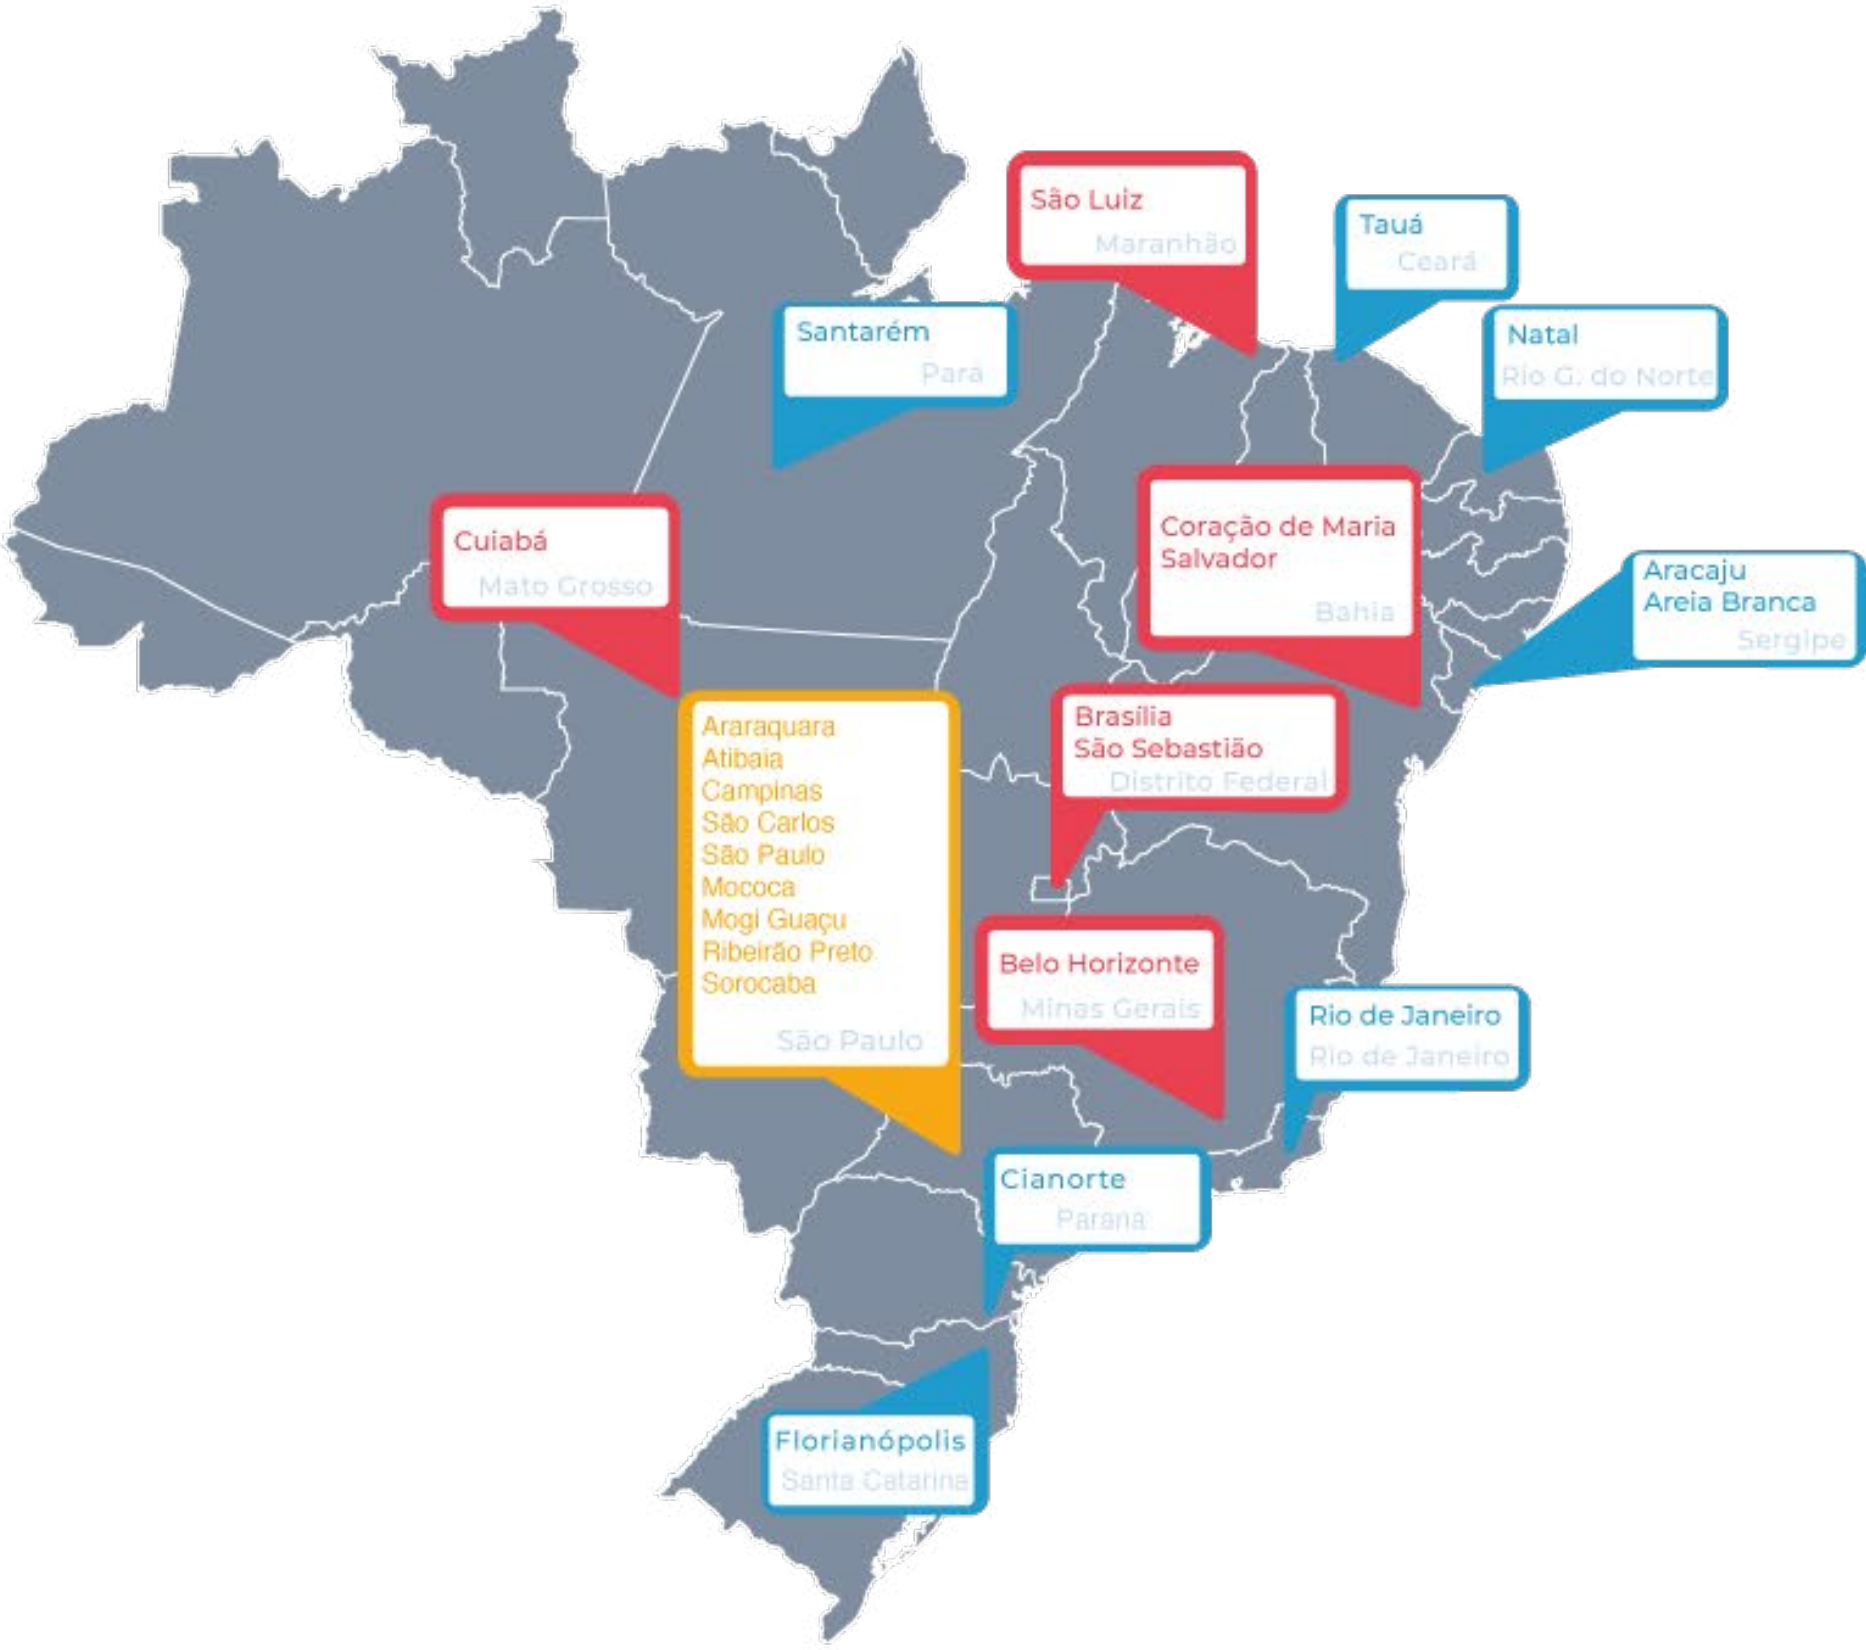 São Luiz
Maranhão
Tauá
Ceará
Natal
Rio G. do Norte
Santarém
Pará
Cuiabá
Mato Grosso
Coração de Maria
Salvador
Bahia
Aracaju
Areia Branca
Sergipe
Araraquara
Atibaia
Campinas
São Carlos
São Paulo
Mococa
Mogi Guaçu
Ribeirão Preto
Sorocaba
São Paulo
Brasília
São Sebastião
Distrito Federal
Belo Horizonte
Minas Gerais
Rio de Janeiro
Rio de Janeiro
Cianorte
Parana
Florianópolis
Santa Catarina